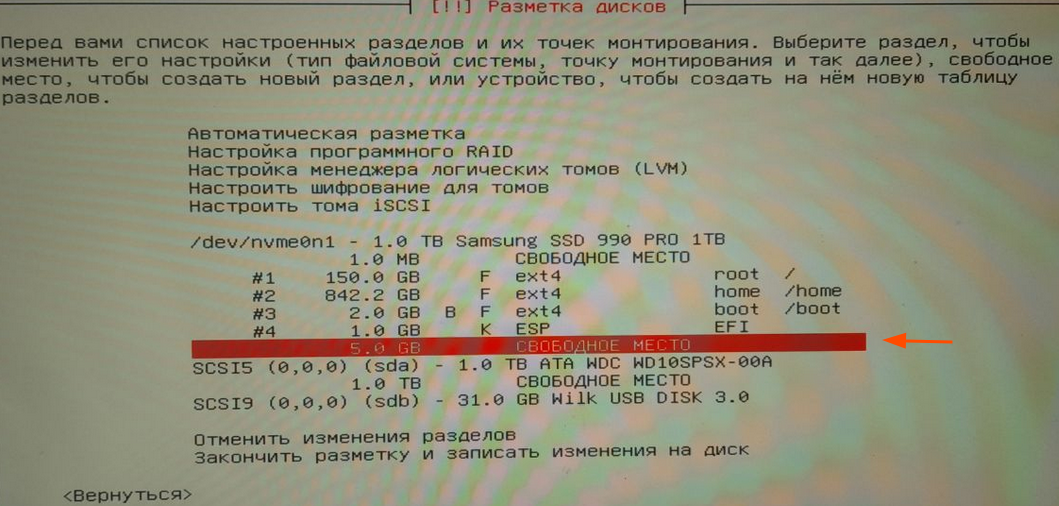 [!!] Разметка дисков
Перед вами список настроенных разделов и их точек монтирования. Выберите раздел, чтобы
изменить его настройки (тип файловой системы, точку монтирования и так далее), свободное
место, чтобы создать новый раздел, или устройство, чтобы создать на нём новую таблицу
разделов.
Автоматическая разметка
Настройка программного RAID
Настройка менеджера логических томов (LVM)
Настроить шифрование для томов
Настроить тома iSCSI
/dev/nvme0n1 - 1.0 TB Samsung SSD 990 PRO 1TB
1.0 MB СВОБОДНОЕ МЕСТО
#1 150.0 GB F ext4 root /
#2 842.2 GB F ext4 home /home
#3 2.0 GB B F ext4 boot /boot
#4 1.0 GB K ESP EFI
5.0 GB СВОБОДНОЕ МЕСТО
SCSI5 (0,0,0) (sda) - 1.0 TB ATA WDC WD10SPSX-00A
1.0 TB СВОБОДНОЕ МЕСТО
SCSI9 (0,0,0) (sdb) - 31.0 GB Wilk USB DISK 3.0
Отменить изменения разделов
Закончить разметку и записать изменения на диск
<Вернуться>